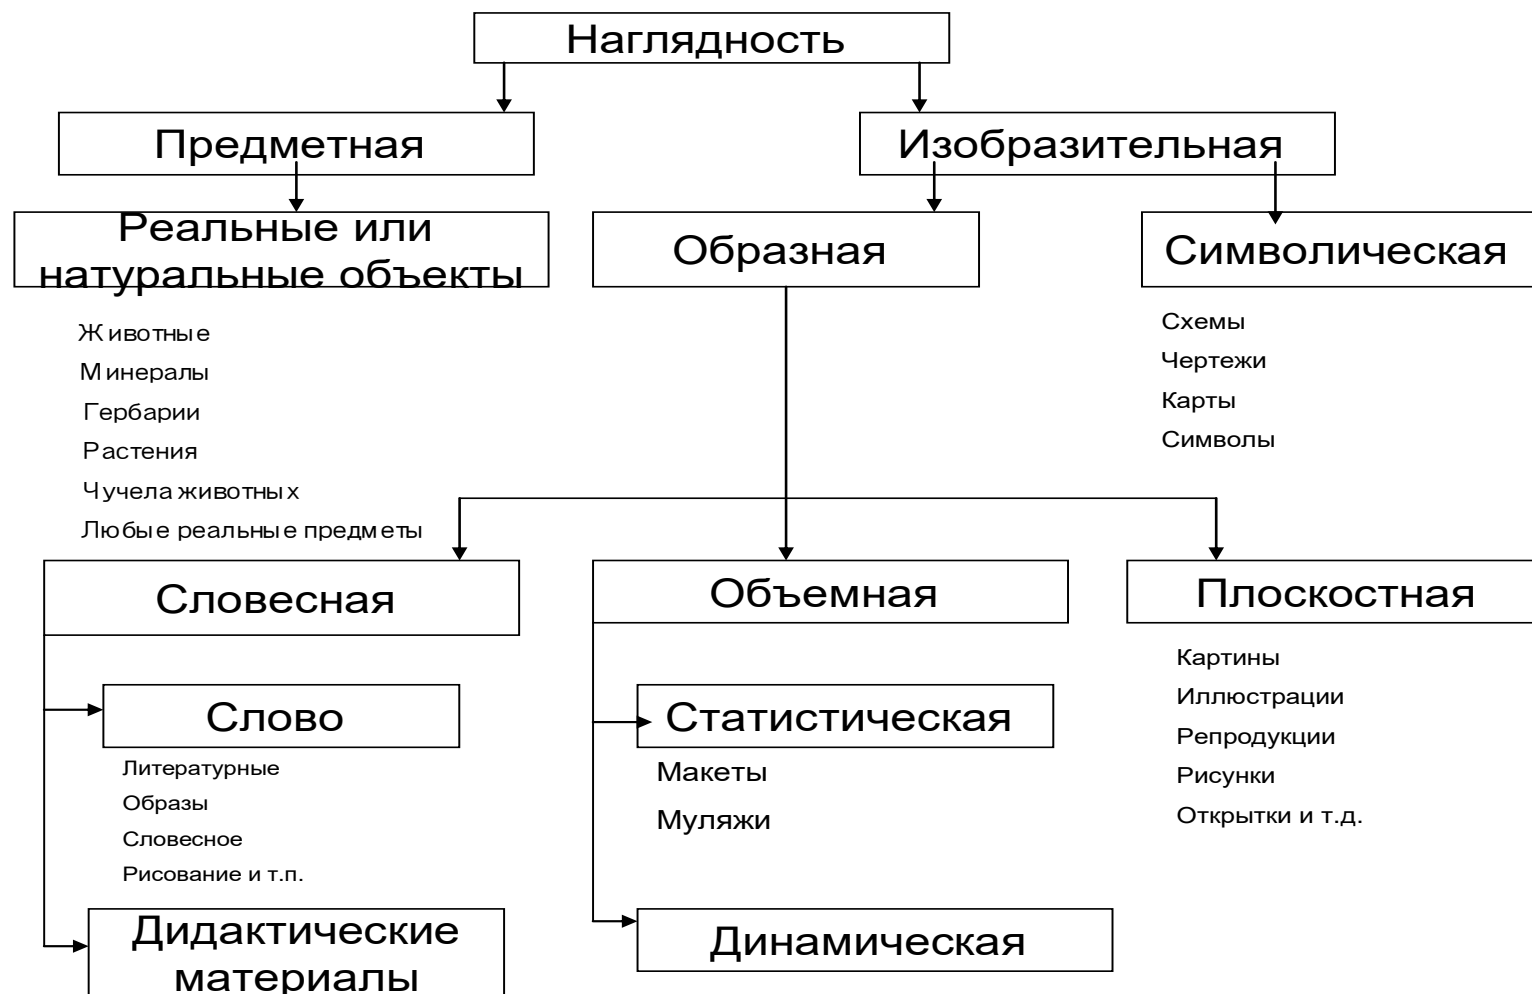 Наглядность
Предметная
Изобразительная
Реальные или
натуральные объекты
Образная
Символическая
Животные
Минералы
Гербарии
Растения
Чучела животных
Любые реальные предметы
Схемы
Чертежи
Карты
Символы
Словесная
Объемная
Плоскостная
Слово
Литературные
Образы
Словесное
Рисование и т.п.
Дидактические
материалы
Статистическая
Макеты
Муляжи
Динамическая
Картины
Иллюстрации
Репродукции
Рисунки
Открытки и т.д.